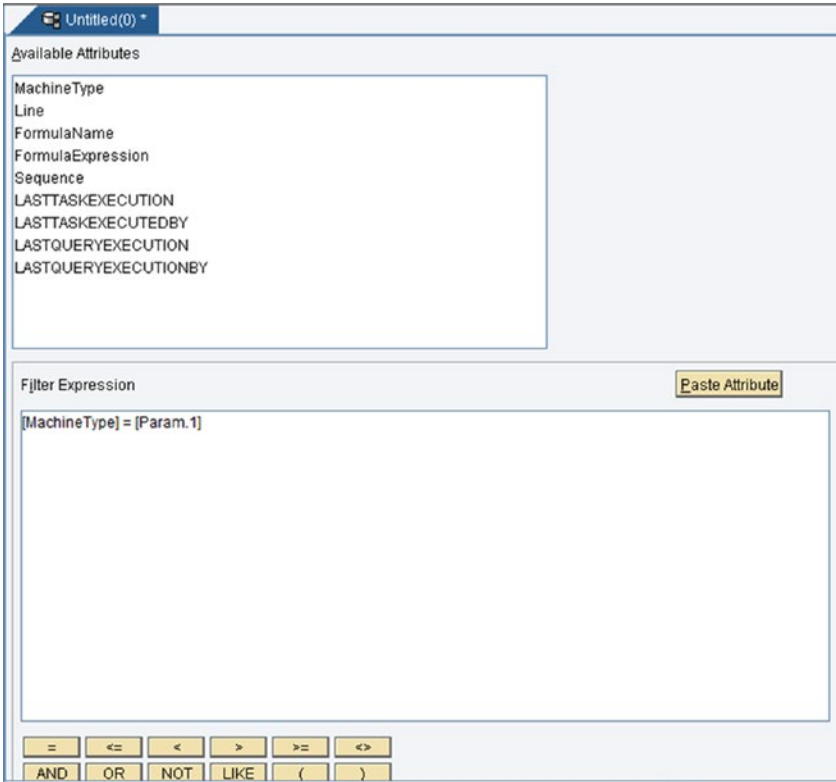 Untitled(0) *
Available Attributes
MachineType
Line
FormulaName
FormulaExpression
Sequence
LASTTASKEXECUTION
LASTTASKEXECUTEDBY
LASTQUERYEXECUTION
LASTQUERYEXECUTIONBY
Filter Expression Paste Attribute
[MachineType] = [Param.1]
= <= < > >= <>
AND OR NOT LIKE ( )